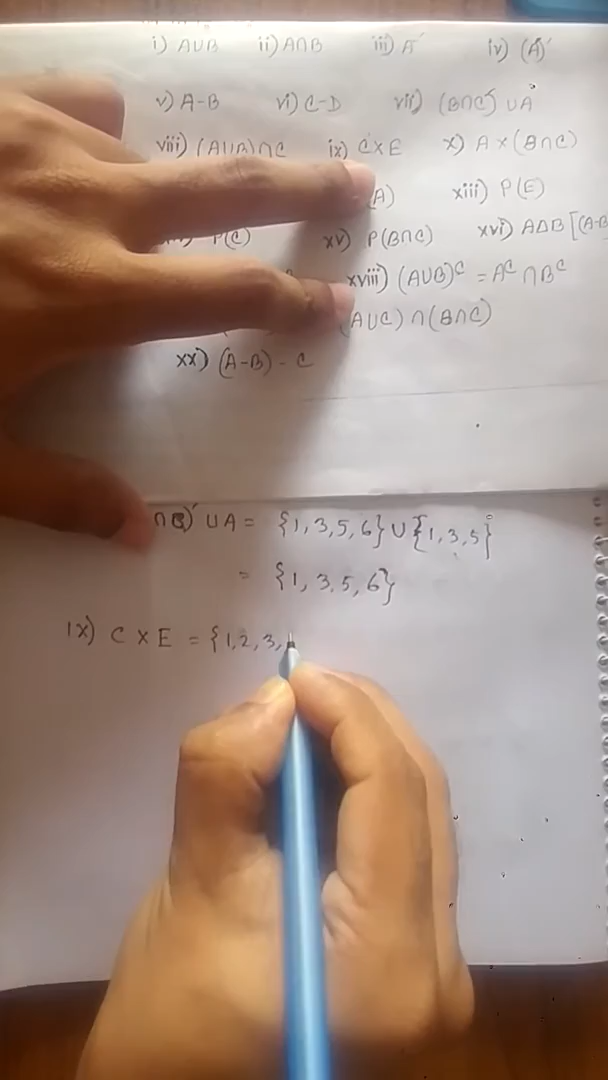 i) A∪B ii) A∩B iii) A′ iv) (A)′
v) A-B vi) C-D vii) (B∩C) ∪ A
viii) (A∪B)∩C ix) C×E x) A × (B∩C)
(A) xiii) P(E)
P(C) xv) P(B∩C) xvi) A∆B [(A-B
xviii) (A∪B)ᶜ = Aᶜ ∩ Bᶜ
(A∪C) ∩ (B∩C)
xx) (A-B) - C
∪A = {1,3,5,6} ∪ {1,3,5}
= {1, 3, 5, 6}
ix) C × E = {1,2,3,